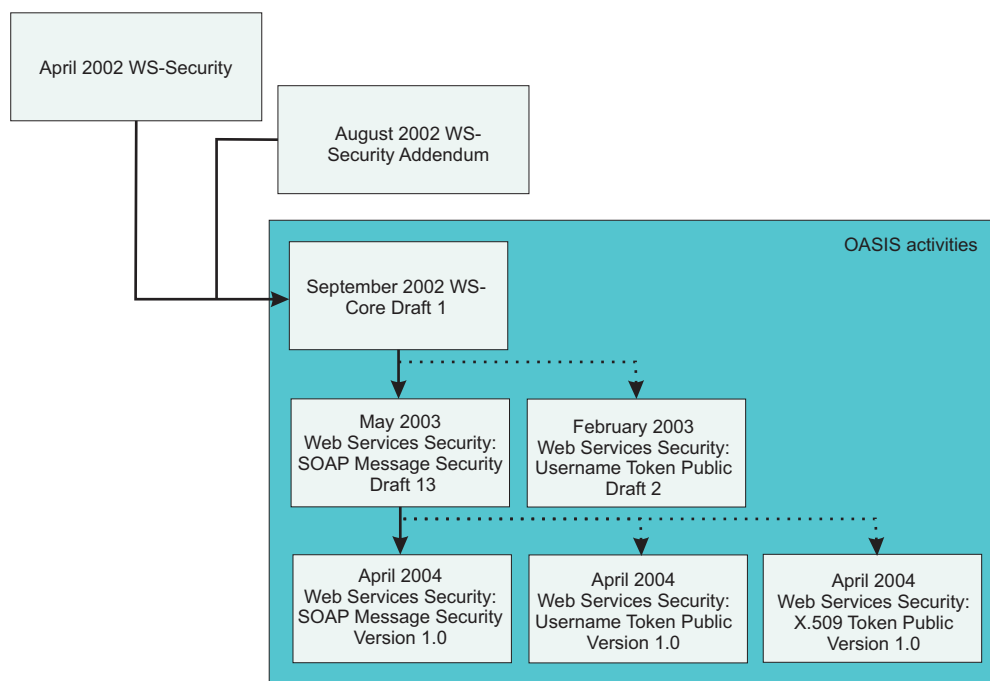 April 2002 WS-Security
August 2002 WS-
Security Addendum
OASIS activities
September 2002 WS-
Core Draft 1
May 2003
Web Services Security:
SOAP Message Security
Draft 13
February 2003
Web Services Security:
Username Token Public
Draft 2
April 2004
Web Services Security:
SOAP Message Security
Version 1.0
April 2004
Web Services Security:
Username Token Public
Version 1.0
April 2004
Web Services Security:
X.509 Token Public
Version 1.0